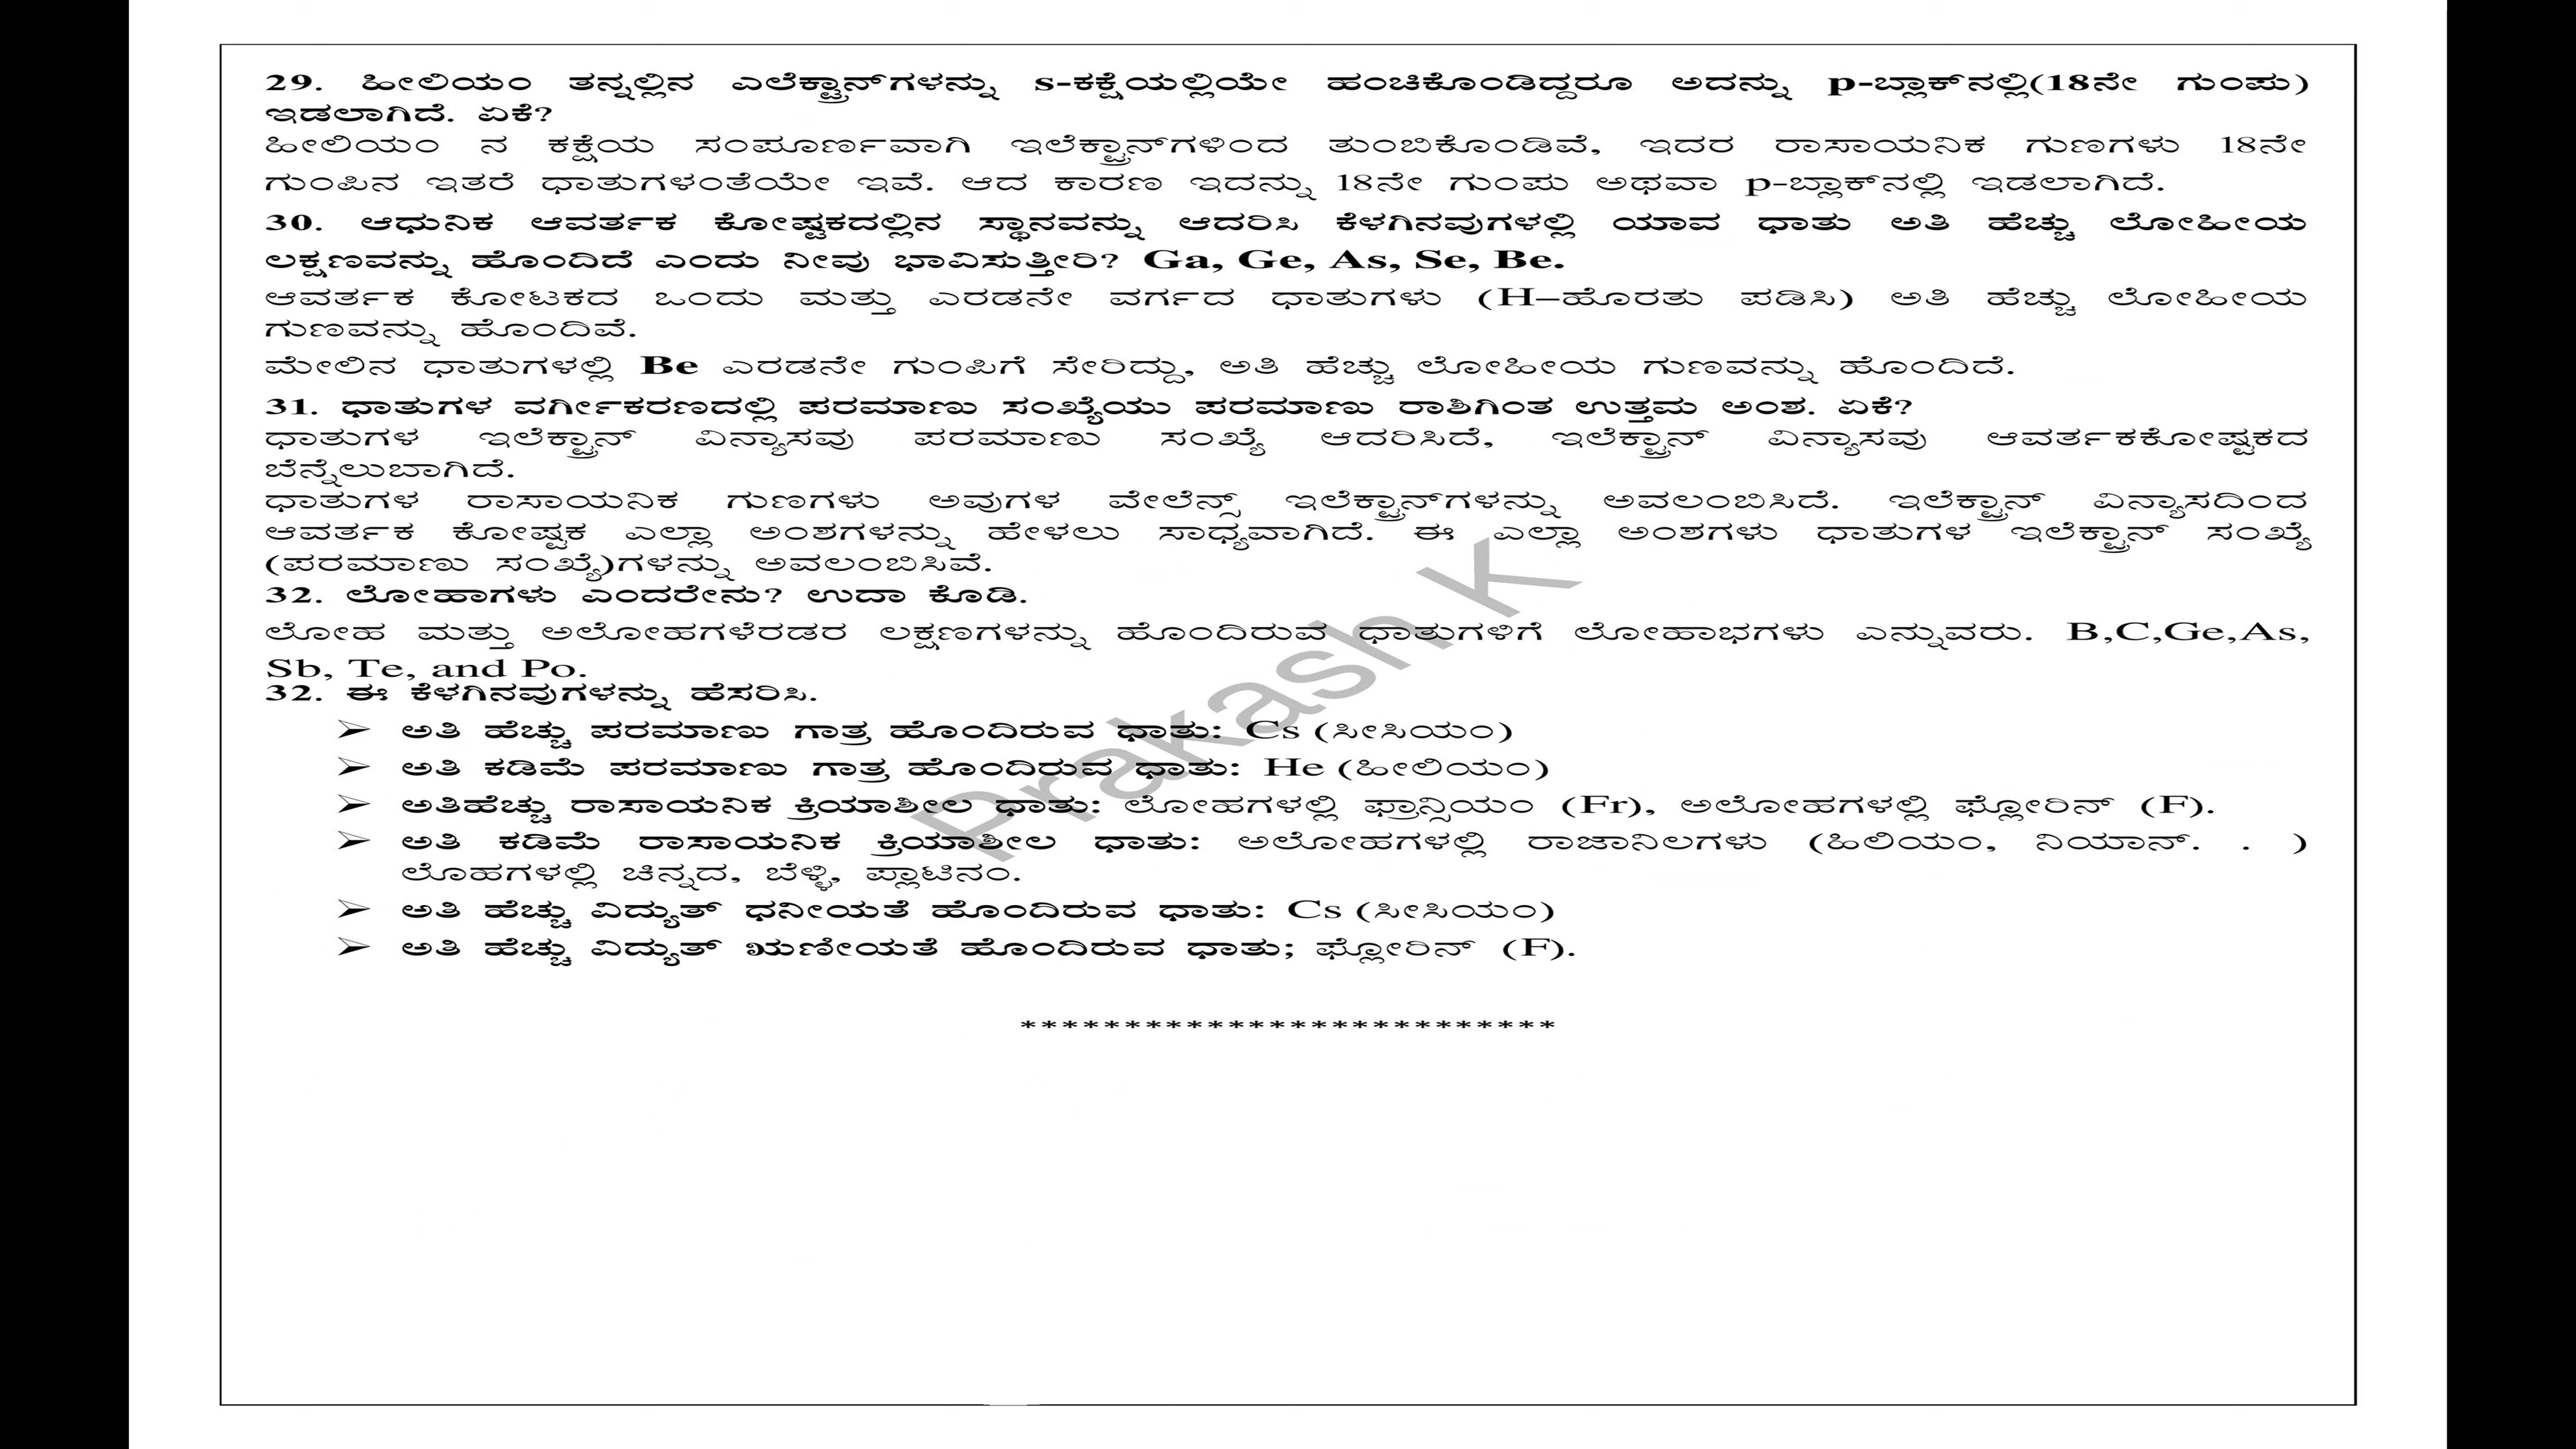 29. ಹೀಲಿಯಂ ತನ್ನಲ್ಲಿನ ಎಲೆಕ್ಟ್ರಾನ್‌ಗಳನ್ನು s-ಕಕ್ಷೆಯಲ್ಲಿಯೇ ಹಂಚಿಕೊಂಡಿದ್ದರೂ ಅದನ್ನು p-ಬ್ಲಾಕ್‌ನಲ್ಲಿ(18ನೇ ಗುಂಪು)
ಇಡಲಾಗಿದೆ. ಏಕೆ?
ಹೀಲಿಯಂ ನ ಕಕ್ಷೆಯ ಸಂಪೂರ್ಣವಾಗಿ ಇಲೆಕ್ಟ್ರಾನ್‌ಗಳಿಂದ ತುಂಬಿಕೊಂಡಿವೆ, ಇದರ ರಾಸಾಯನಿಕ ಗುಣಗಳು 18ನೇ
ಗುಂಪಿನ ಇತರೆ ಧಾತುಗಳಂತೆಯೇ ಇವೆ. ಆದ ಕಾರಣ ಇದನ್ನು 18ನೇ ಗುಂಪು ಅಥವಾ p-ಬ್ಲಾಕ್‌ನಲ್ಲಿ ಇಡಲಾಗಿದೆ.
30. ಆಧುನಿಕ ಆವರ್ತಕ ಕೋಷ್ಟಕದಲ್ಲಿನ ಸ್ಥಾನವನ್ನು ಆದರಿಸಿ ಕೆಳಗಿನವುಗಳಲ್ಲಿ ಯಾವ ಧಾತು ಅತಿ ಹೆಚ್ಚು ಲೋಹೀಯ
ಲಕ್ಷಣವನ್ನು ಹೊಂದಿದೆ ಎಂದು ನೀವು ಭಾವಿಸುತ್ತೀರಿ? Ga, Ge, As, Se, Be.
ಆವರ್ತಕ ಕೋಟಕದ ಒಂದು ಮತ್ತು ಎರಡನೇ ವರ್ಗದ ಧಾತುಗಳು (H–ಹೊರತು ಪಡಿಸಿ) ಅತಿ ಹೆಚ್ಚು ಲೋಹೀಯ
ಗುಣವನ್ನು ಹೊಂದಿವೆ.
ಮೇಲಿನ ಧಾತುಗಳಲ್ಲಿ Be ಎರಡನೇ ಗುಂಪಿಗೆ ಸೇರಿದ್ದು, ಅತಿ ಹೆಚ್ಚು ಲೋಹೀಯ ಗುಣವನ್ನು ಹೊಂದಿದೆ.
31. ಧಾತುಗಳ ವರ್ಗೀಕರಣದಲ್ಲಿ ಪರಮಾಣು ಸಂಖ್ಯೆಯು ಪರಮಾಣು ರಾಶಿಗಿಂತ ಉತ್ತಮ ಅಂಶ. ಏಕೆ?
ಧಾತುಗಳ ಇಲೆಕ್ಟ್ರಾನ್ ವಿನ್ಯಾಸವು ಪರಮಾಣು ಸಂಖ್ಯೆ ಆದರಿಸಿದೆ, ಇಲೆಕ್ಟ್ರಾನ್ ವಿನ್ಯಾಸವು ಆವರ್ತಕಕೋಷ್ಟಕದ
ಬೆನ್ನೆಲುಬಾಗಿದೆ.
ಧಾತುಗಳ ರಾಸಾಯನಿಕ ಗುಣಗಳು ಅವುಗಳ ವೇಲೆನ್ಸ್ ಇಲೆಕ್ಟ್ರಾನ್‌ಗಳನ್ನು ಅವಲಂಬಿಸಿದೆ. ಇಲೆಕ್ಟ್ರಾನ್ ವಿನ್ಯಾಸದಿಂದ
ಆವರ್ತಕ ಕೋಷ್ಟಕ ಎಲ್ಲಾ ಅಂಶಗಳನ್ನು ಹೇಳಲು ಸಾಧ್ಯವಾಗಿದೆ. ಈ ಎಲ್ಲಾ ಅಂಶಗಳು ಧಾತುಗಳ ಇಲೆಕ್ಟ್ರಾನ್ ಸಂಖ್ಯೆ
(ಪರಮಾಣು ಸಂಖ್ಯೆ)ಗಳನ್ನು ಅವಲಂಬಿಸಿವೆ.
32. ಲೋಹಾಗಳು ಎಂದರೇನು? ಉದಾ ಕೊಡಿ.
ಲೋಹ ಮತ್ತು ಅಲೋಹಗಳೆರಡರ ಲಕ್ಷಣಗಳನ್ನು ಹೊಂದಿರುವ ಧಾತುಗಳಿಗೆ ಲೋಹಾಭಗಳು ಎನ್ನುವರು. B,C,Ge,As,
Sb, Te, and Po.
32. ಈ ಕೆಳಗಿನವುಗಳನ್ನು ಹೆಸರಿಸಿ.
➢ ಅತಿ ಹೆಚ್ಚು ಪರಮಾಣು ಗಾತ್ರ ಹೊಂದಿರುವ ಧಾತು: Cs (ಸೀಸಿಯಂ)
➢ ಅತಿ ಕಡಿಮೆ ಪರಮಾಣು ಗಾತ್ರ ಹೊಂದಿರುವ ಧಾತು: He (ಹೀಲಿಯಂ)
➢ ಅತಿಹೆಚ್ಚು ರಾಸಾಯನಿಕ ಕ್ರಿಯಾಶೀಲ ಧಾತು: ಲೋಹಗಳಲ್ಲಿ ಫ್ರಾನ್ಸಿಯಂ (Fr), ಅಲೋಹಗಳಲ್ಲಿ ಫ್ಲೋರಿನ್ (F).
➢ ಅತಿ ಕಡಿಮೆ ರಾಸಾಯನಿಕ ಕ್ರಿಯಾಶೀಲ ಧಾತು: ಅಲೋಹಗಳಲ್ಲಿ ರಾಜಾನಿಲಗಳು (ಹಿಲಿಯಂ, ನಿಯಾನ್. . )
ಲೊಹಗಳಲ್ಲಿ ಚಿನ್ನದ, ಬೆಳ್ಳಿ, ಪ್ಲಾಟಿನಂ.
➢ ಅತಿ ಹೆಚ್ಚು ವಿದ್ಯುತ್ ಧನೀಯತೆ ಹೊಂದಿರುವ ಧಾತು: Cs (ಸೀಸಿಯಂ)
➢ ಅತಿ ಹೆಚ್ಚು ವಿದ್ಯುತ್ ಋಣೀಯತೆ ಹೊಂದಿರುವ ಧಾತು; ಫ್ಲೋರಿನ್ (F).
**************************
Prakash K